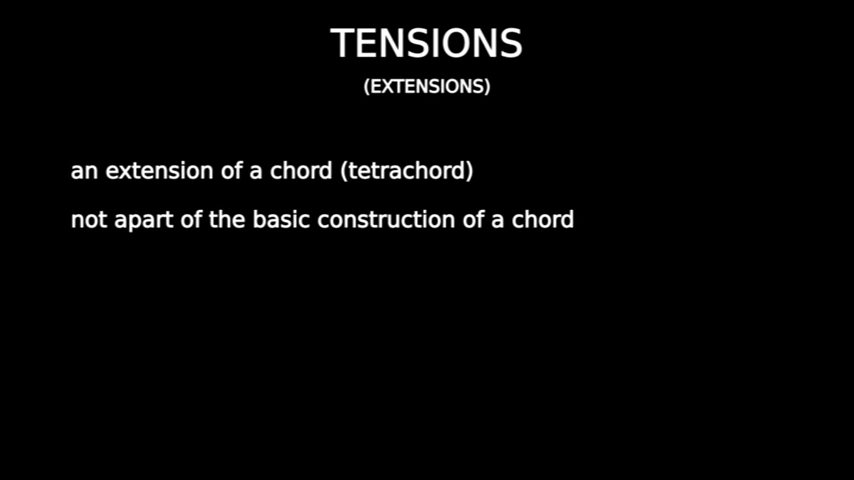 TENSIONS
(EXTENSIONS)
an extension of a chord (tetrachord)
not apart of the basic construction of a chord